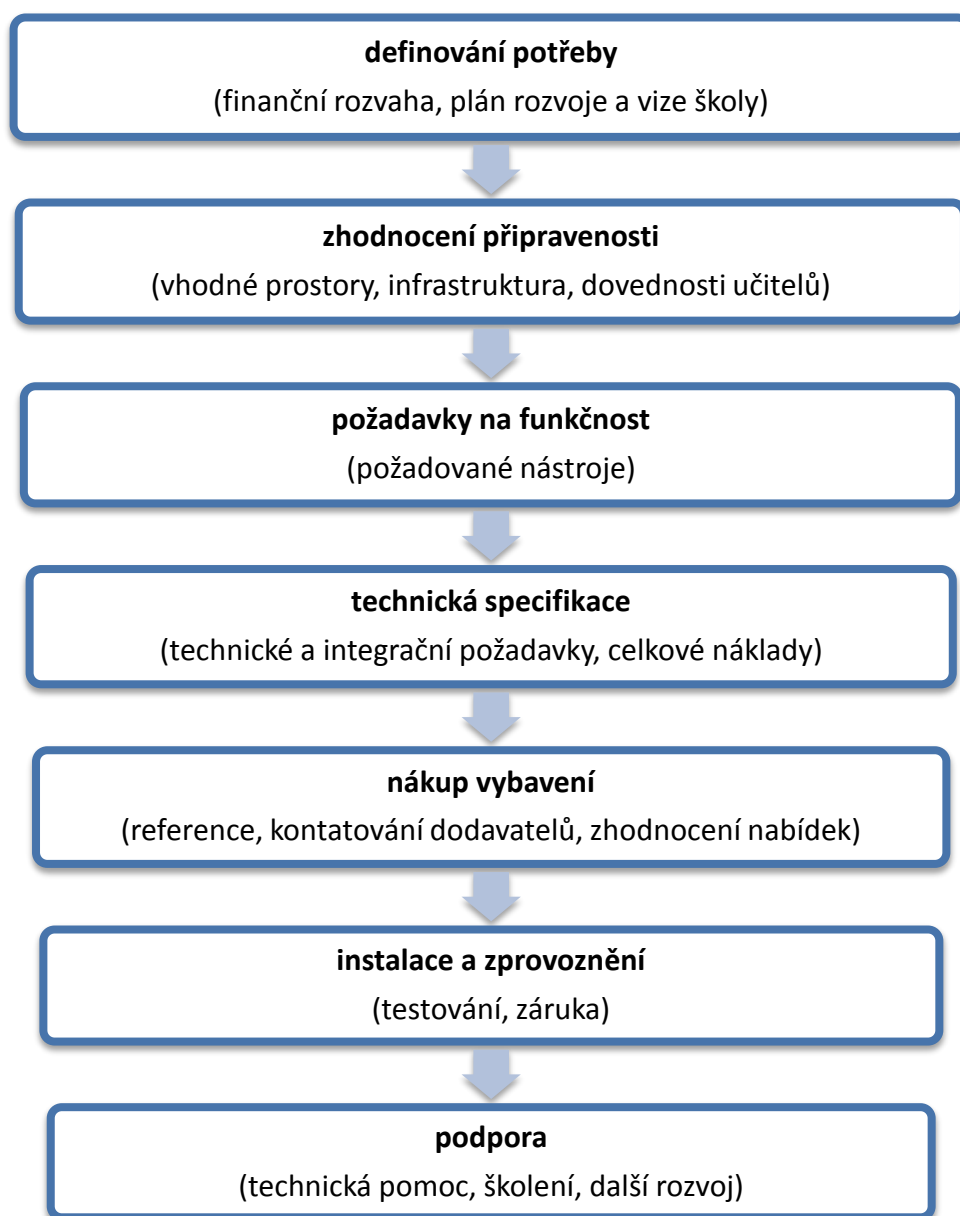 definování potřeby
(finanční rozvaha, plán rozvoje a vize školy)
zhodnocení připravenosti
(vhodné prostory, infrastruktura, dovednosti učitelů)
požadavky na funkčnost
(požadované nástroje)
technická specifikace
(technické a integrační požadavky, celkové náklady)
nákup vybavení
(reference, kontatování dodavatelů, zhodnocení nabídek)
instalace a zprovoznění
(testování, záruka)
podpora
(technická pomoc, školení, další rozvoj)